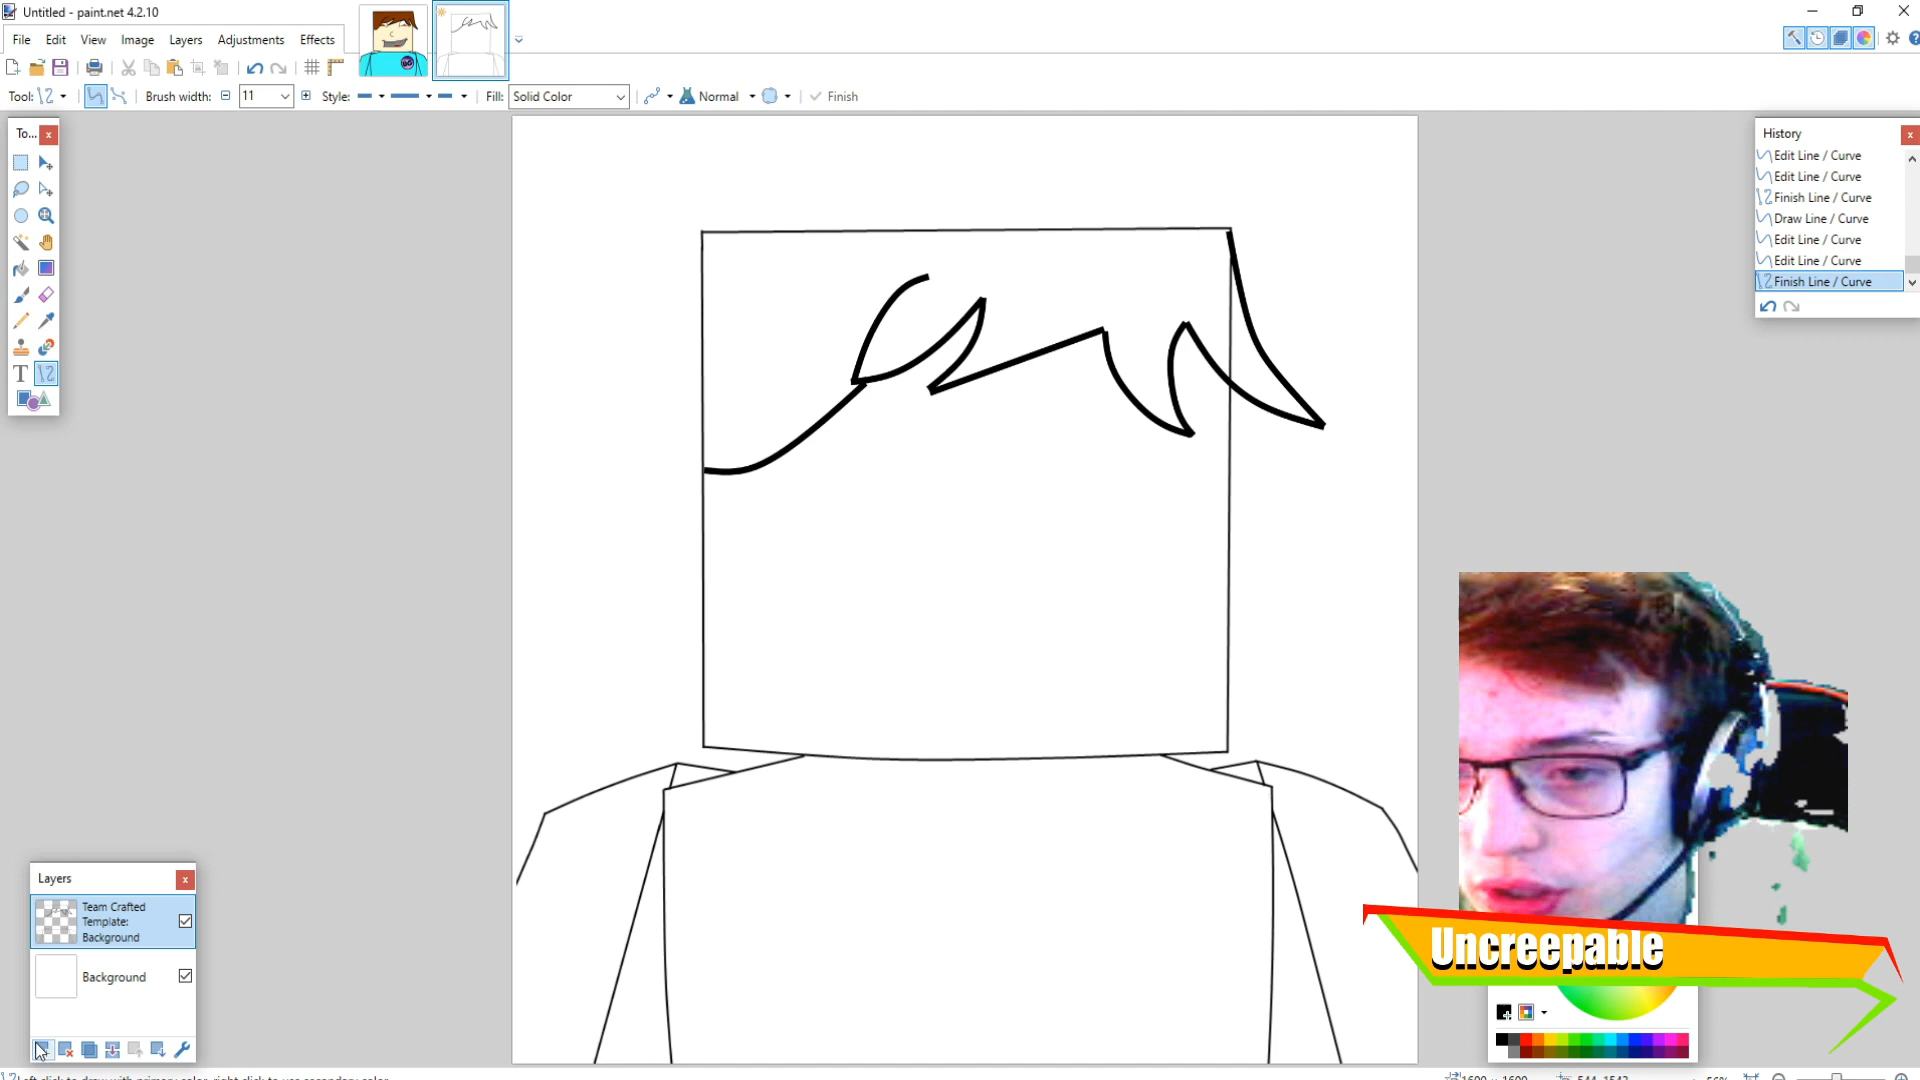 Untitled - paint.net 4.2.10
File Edit View Image Layers Adjustments Effects
Tool: Brush width: 11 Style: Fill: Solid Color Normal Finish
To...
History
Edit Line / Curve
Edit Line / Curve
Finish Line / Curve
Draw Line / Curve
Edit Line / Curve
Edit Line / Curve
Finish Line / Curve
T
Layers
Team Crafted
Template:
Background
Background
Uncreepable